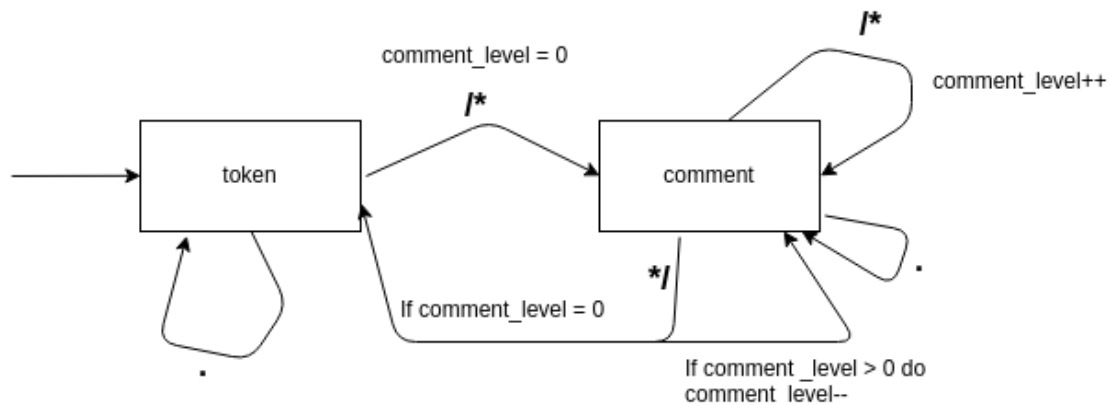 /*
comment_level = 0
comment_level++
/*
token
comment
*/
.
If comment_level = 0
.
If comment _level > 0 do
comment_level--